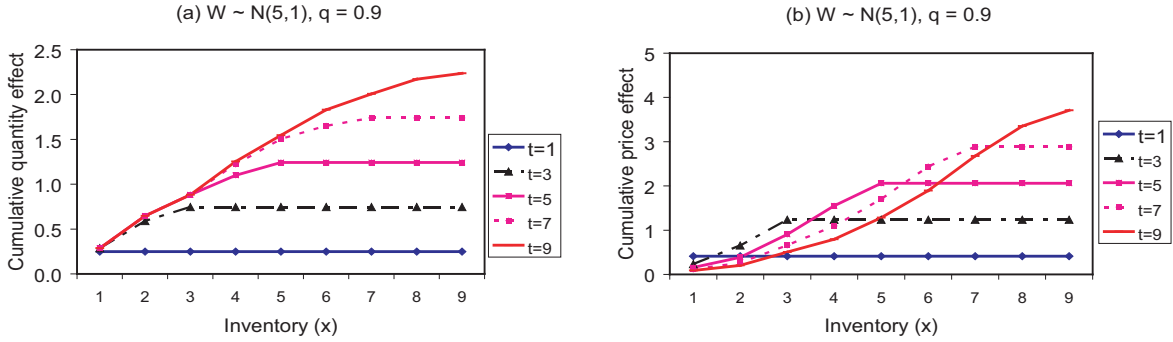 (a) W ~ N(5,1), q = 0.9
Cumulative quantity effect
2.5
2.0
1.5
1.0
0.5
0.0
1 2 3 4 5 6 7 8 9
Inventory (x)
t=1
t=3
t=5
t=7
t=9
(b) W ~ N(5,1), q = 0.9
Cumulative price effect
5
4
3
2
1
0
1 2 3 4 5 6 7 8 9
Inventory (x)
t=1
t=3
t=5
t=7
t=9